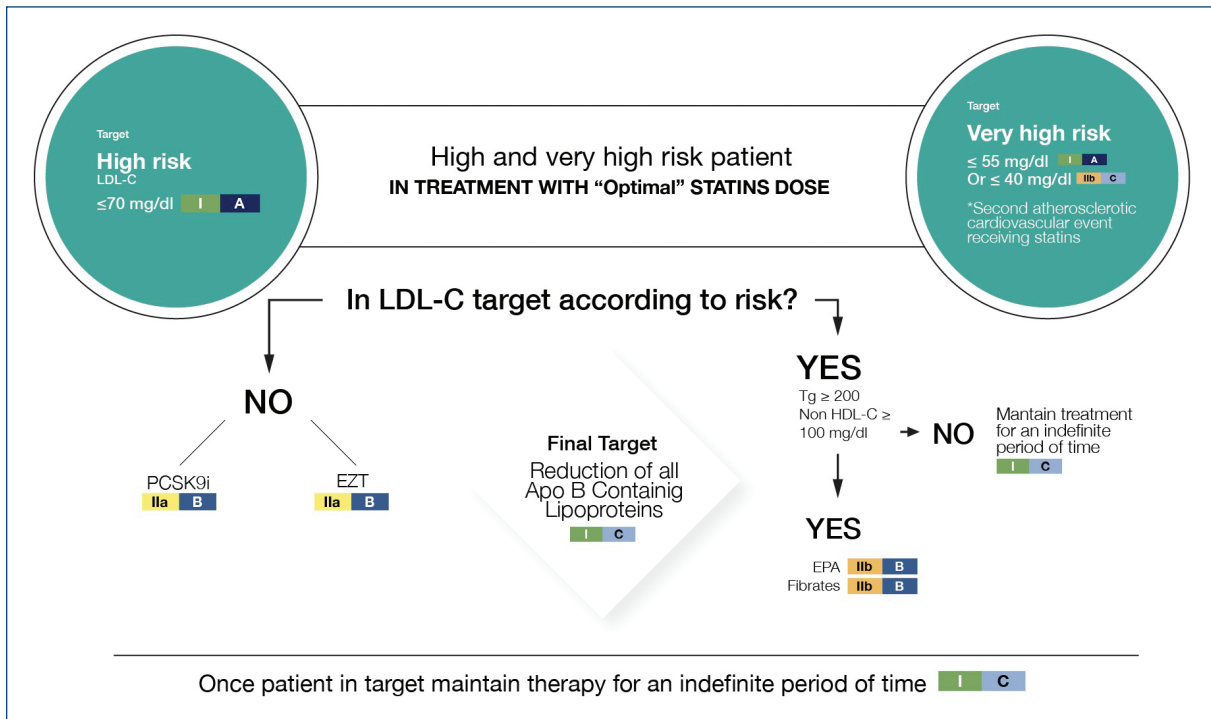 Target
High risk
LDL-C
≤70 mg/dl I A
High and very high risk patient
IN TREATMENT WITH “Optimal” STATINS DOSE
Target
Very high risk
≤ 55 mg/dl I A
Or ≤ 40 mg/dl IIb C
*Second atherosclerotic
cardiovascular event
receiving statins
In LDL-C target according to risk?
NO
PCSK9i
IIa B
EZT
IIa B
Final Target
Reduction of all
Apo B Containig
Lipoproteins
I C
YES
Tg ≥ 200
Non HDL-C ≥
100 mg/dl
NO
Mantain treatment
for an indefinite
period of time
I C
YES
EPA IIb B
Fibrates IIb B
Once patient in target maintain therapy for an indefinite period of time I C